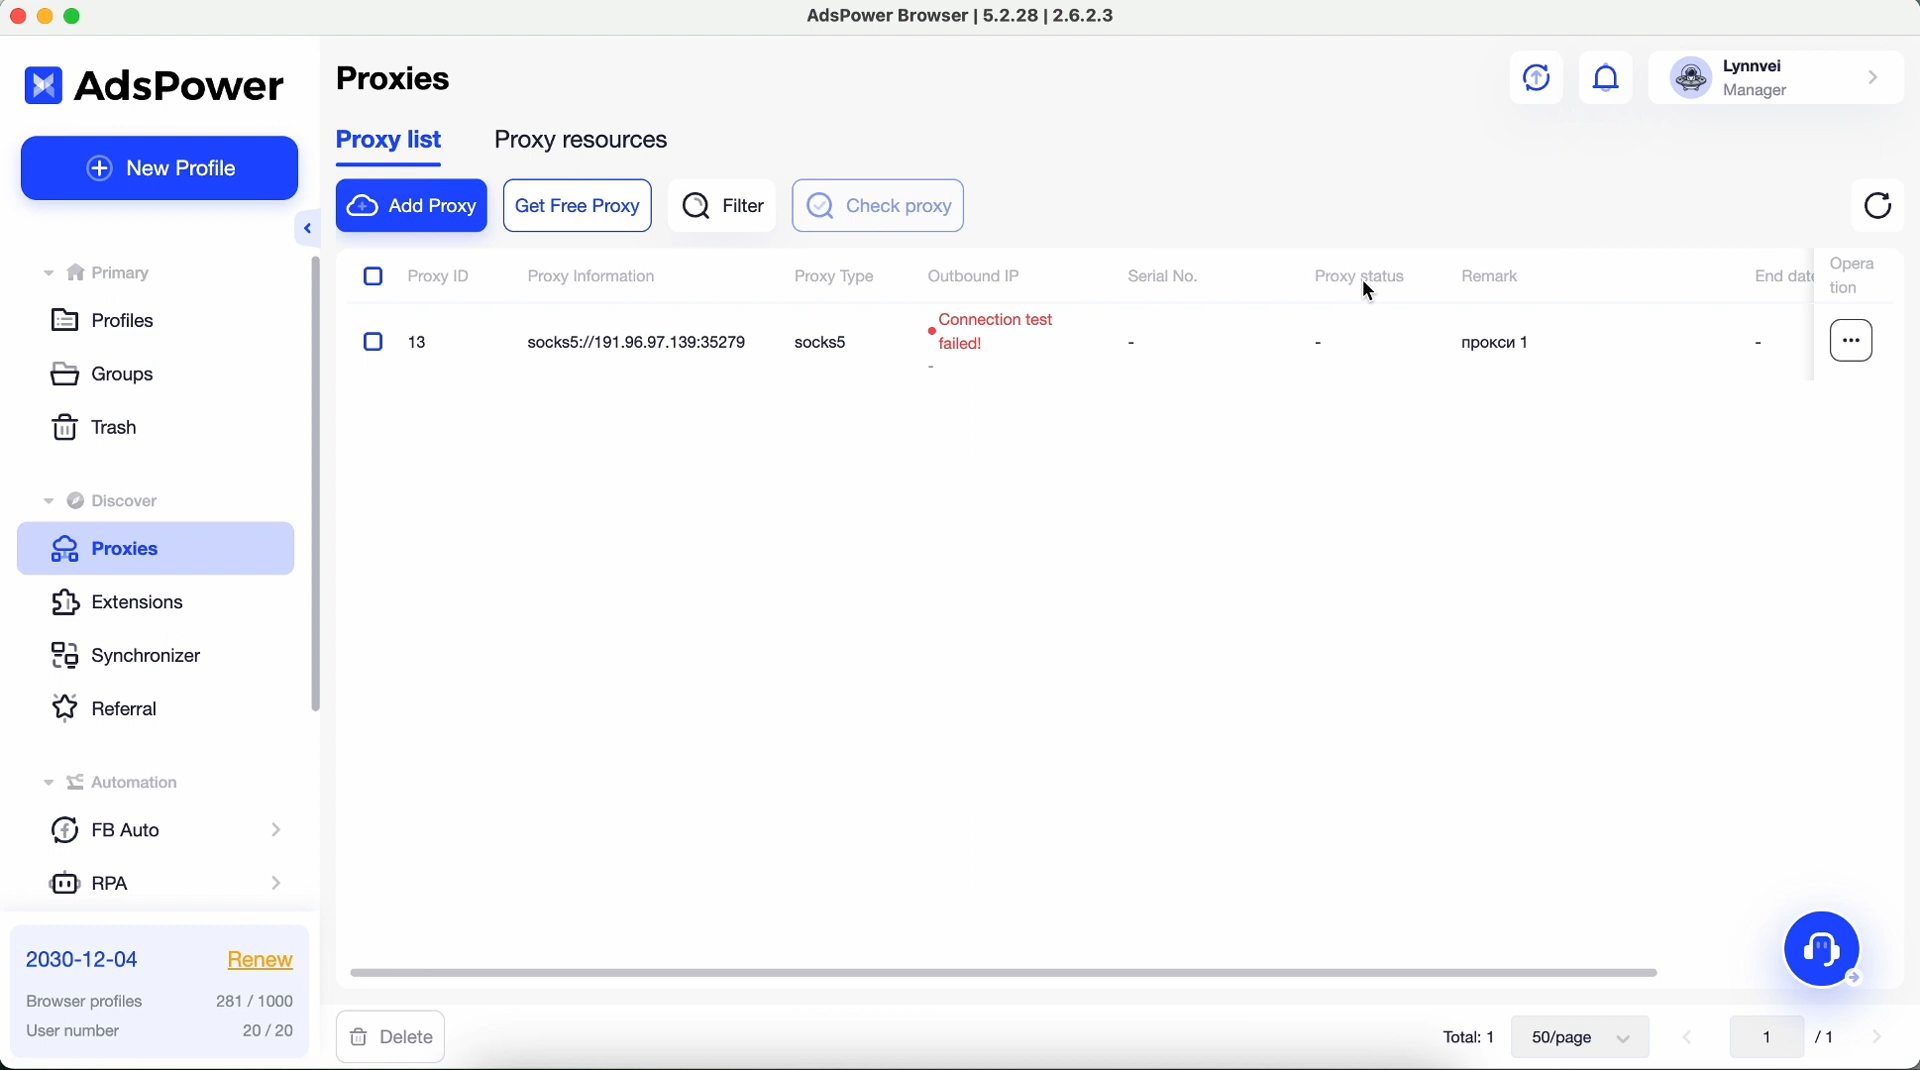 AdsPower Browser | 5.2.28 | 2.6.2.3
AdsPower
New Profile
Primary
Profiles
Groups
Trash
Discover
Proxies
Extensions
Synchronizer
Referral
Automation
FB Auto
RPA
2030-12-04 Renew
Browser profiles 281 / 1000
User number 20 / 20
Proxies
Lynnvei
Manager
Proxy list Proxy resources
Add Proxy Get Free Proxy Filter Check proxy
Proxy ID Proxy Information Proxy Type Outbound IP Serial No. Proxy status Remark End date
Opera
tion
13 socks5://191.96.97.139:35279 socks5
Connection test
failed!
-
- - прокси 1 - ...
Delete
Total: 1 50/page 1 / 1